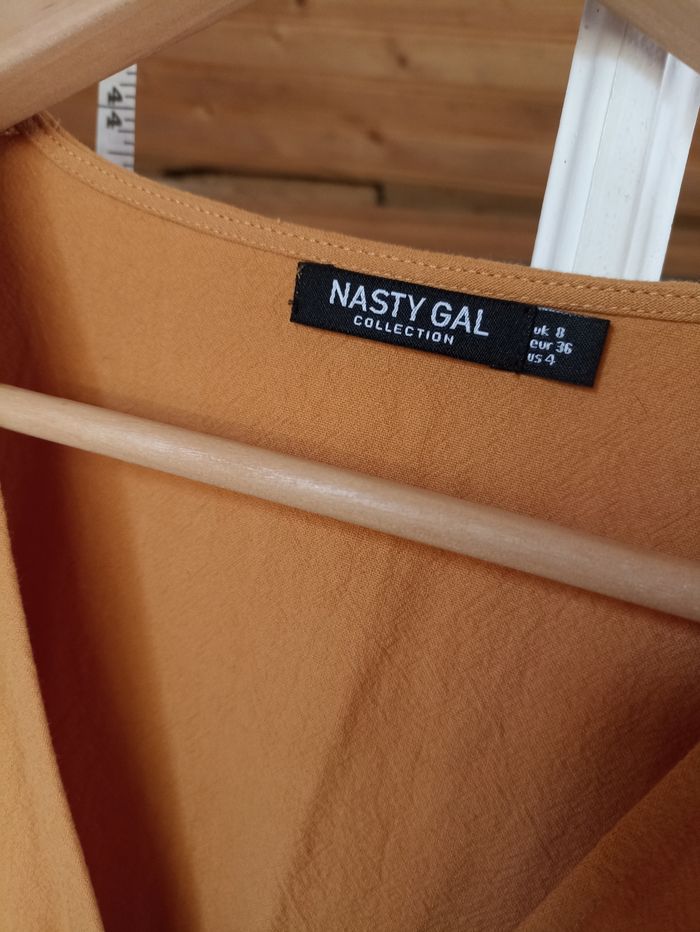 44
NASTY GAL
COLLECTION
uk 8
eur 36
us 4